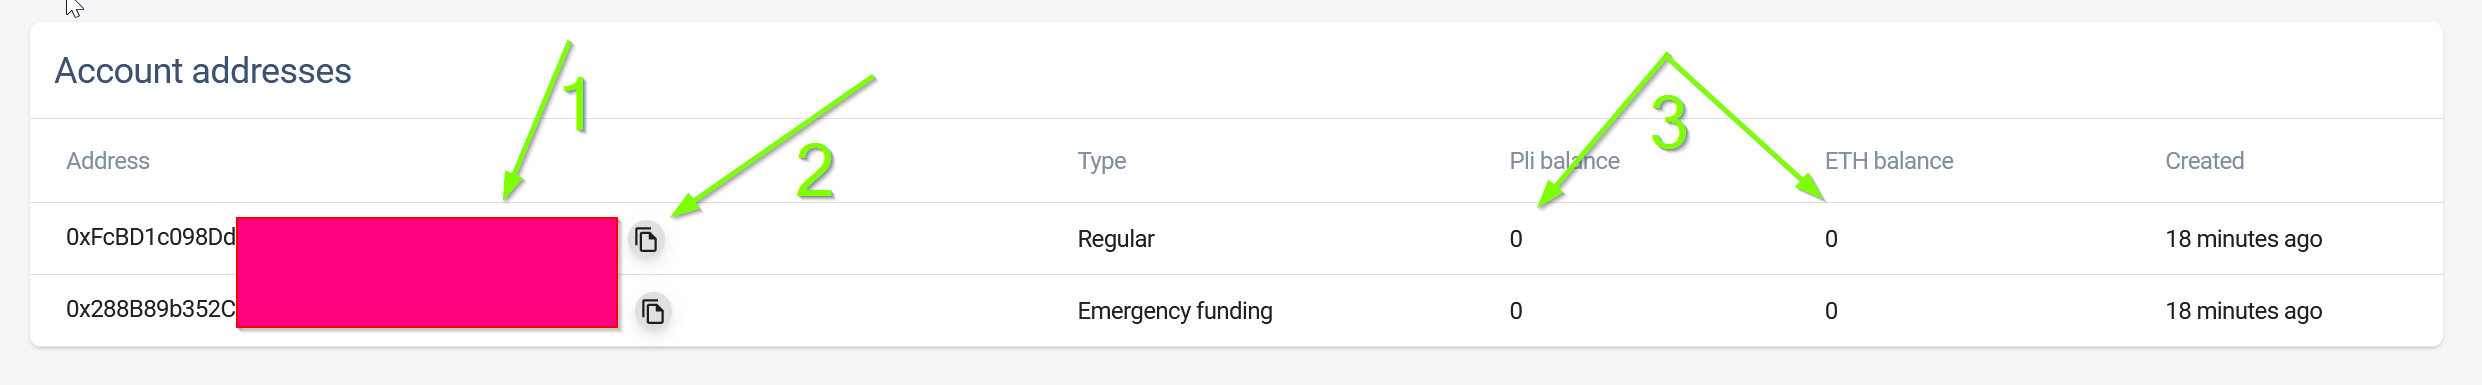 Account addresses
1
2
3
Address Type Pli balance ETH balance Created
0xFcBD1c098Dd Regular 0 0 18 minutes ago
0x288B89b352C Emergency funding 0 0 18 minutes ago